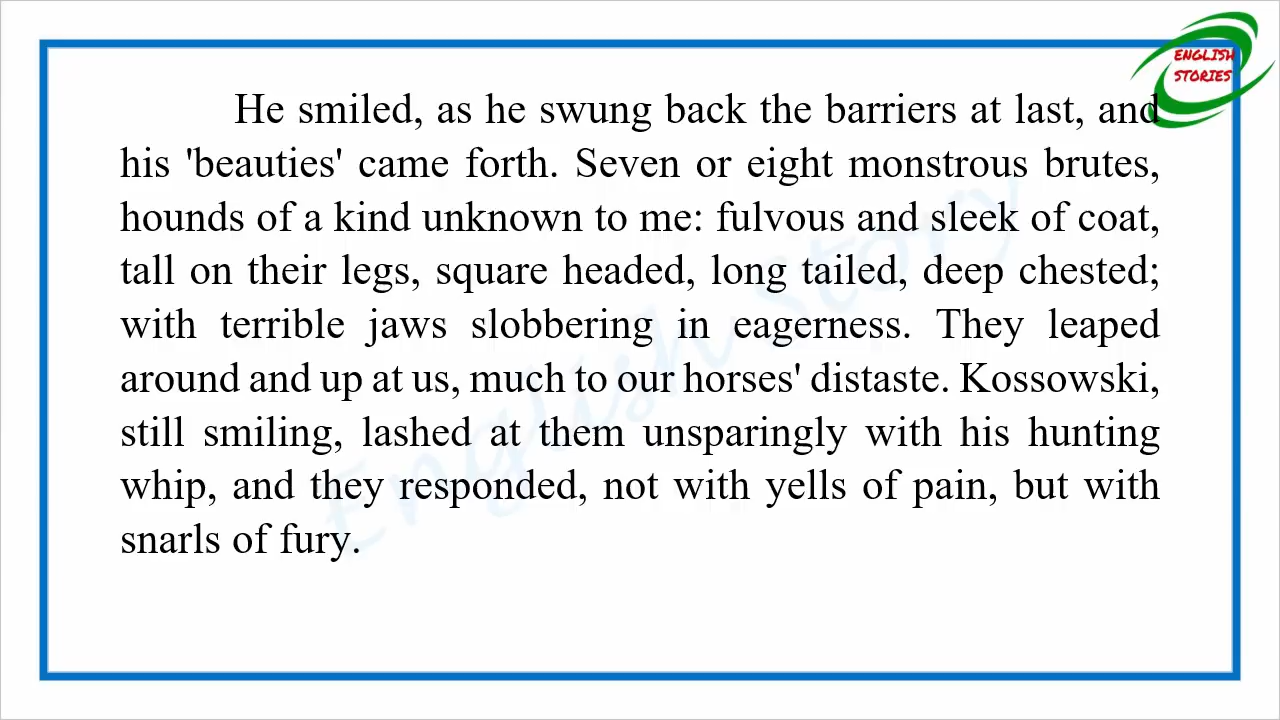 ENGLISH
STORIES
He smiled, as he swung back the barriers at last, and
his 'beauties' came forth. Seven or eight monstrous brutes,
hounds of a kind unknown to me: fulvous and sleek of coat,
tall on their legs, square headed, long tailed, deep chested;
with terrible jaws slobbering in eagerness. They leaped
around and up at us, much to our horses' distaste. Kossowski,
still smiling, lashed at them unsparingly with his hunting
whip, and they responded, not with yells of pain, but with
snarls of fury.
English Story